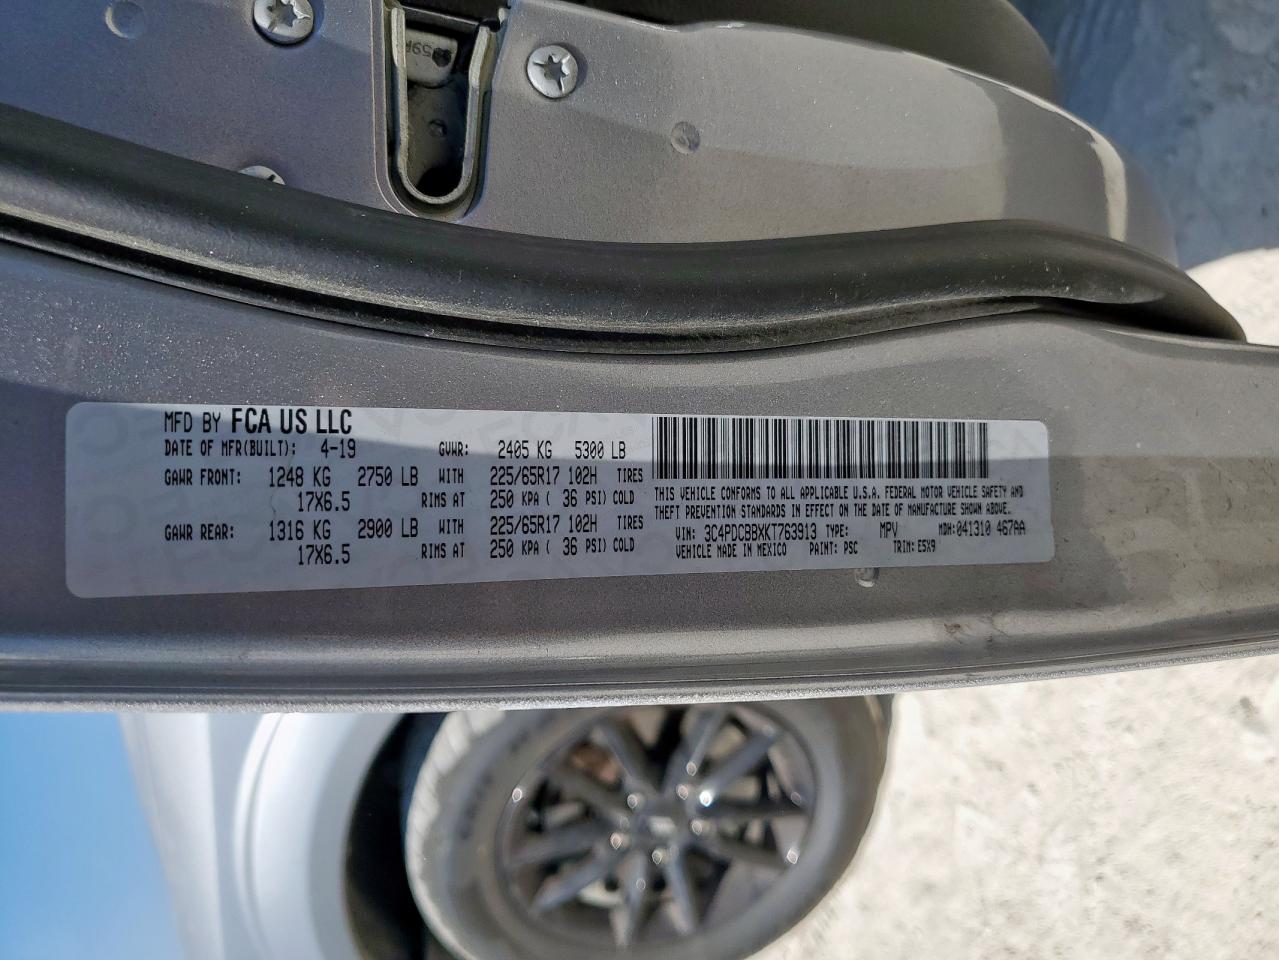 MFD BY FCA US LLC
DATE OF MFR(BUILT): 4-19 GVWR: 2405 KG 5300 LB
GAWR FRONT: 1248 KG 2750 LB WITH 225/65R17 102H TIRES
17X6.5 RIMS AT 250 KPA ( 36 PSI) COLD
GAWR REAR: 1316 KG 2900 LB WITH 225/65R17 102H TIRES
17X6.5 RIMS AT 250 KPA ( 36 PSI) COLD
THIS VEHICLE CONFORMS TO ALL APPLICABLE U.S.A. FEDERAL MOTOR VEHICLE SAFETY AND
THEFT PREVENTION STANDARDS IN EFFECT ON THE DATE OF MANUFACTURE SHOWN ABOVE.
VIN: 3C4PDCBBXKT763913 TYPE: MPV MDH: 041310 467AA
VEHICLE MADE IN MEXICO PAINT: PSC TRIM: E5X9